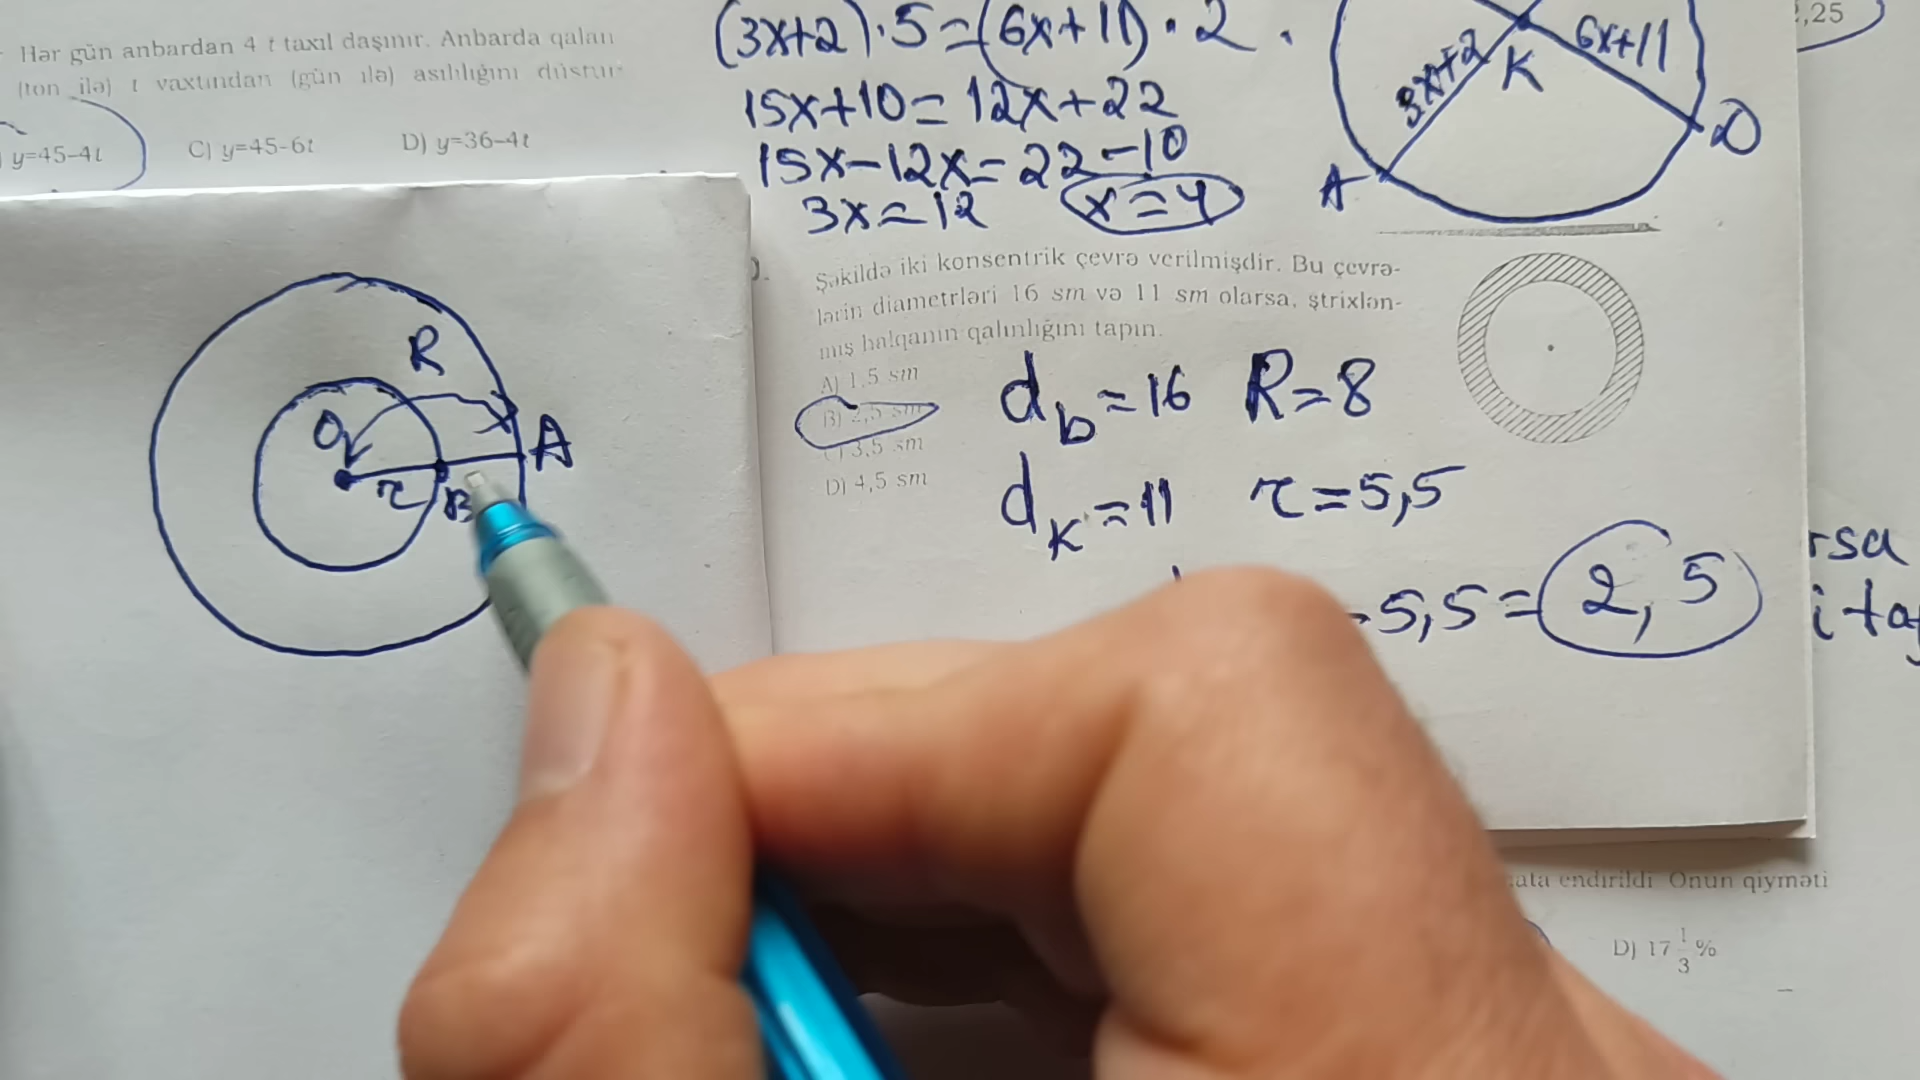 Hər gün anbardan 4 t taxıl daşınır. Anbarda qalan
(ton ilə) t vaxtından (gün ilə) asılılığını düstur-
y=45–4t
C) y=45-6t
D) y=36–4t
(3x+2)·5=(6x+11)·2
15x+10=12x+22
15x-12x=22-10
3x=12
x=4
3x+2
K
6x+11
A
D
,25
Şəkildə iki konsentrik çevrə verilmişdir. Bu çevrə-
lərin diametrləri 16 sm və 11 sm olarsa, ştrixlən-
miş halqanın qalınlığını tapın.
A) 1,5 sm
B) 2,5 sm
C) 3,5 sm
D) 4,5 sm
db=16 R=8
dk=11 r=5,5
-5,5=2,5
R
O
r
B
A
rsa
endirildi Onun qiyməti
D) 17 1/3 %